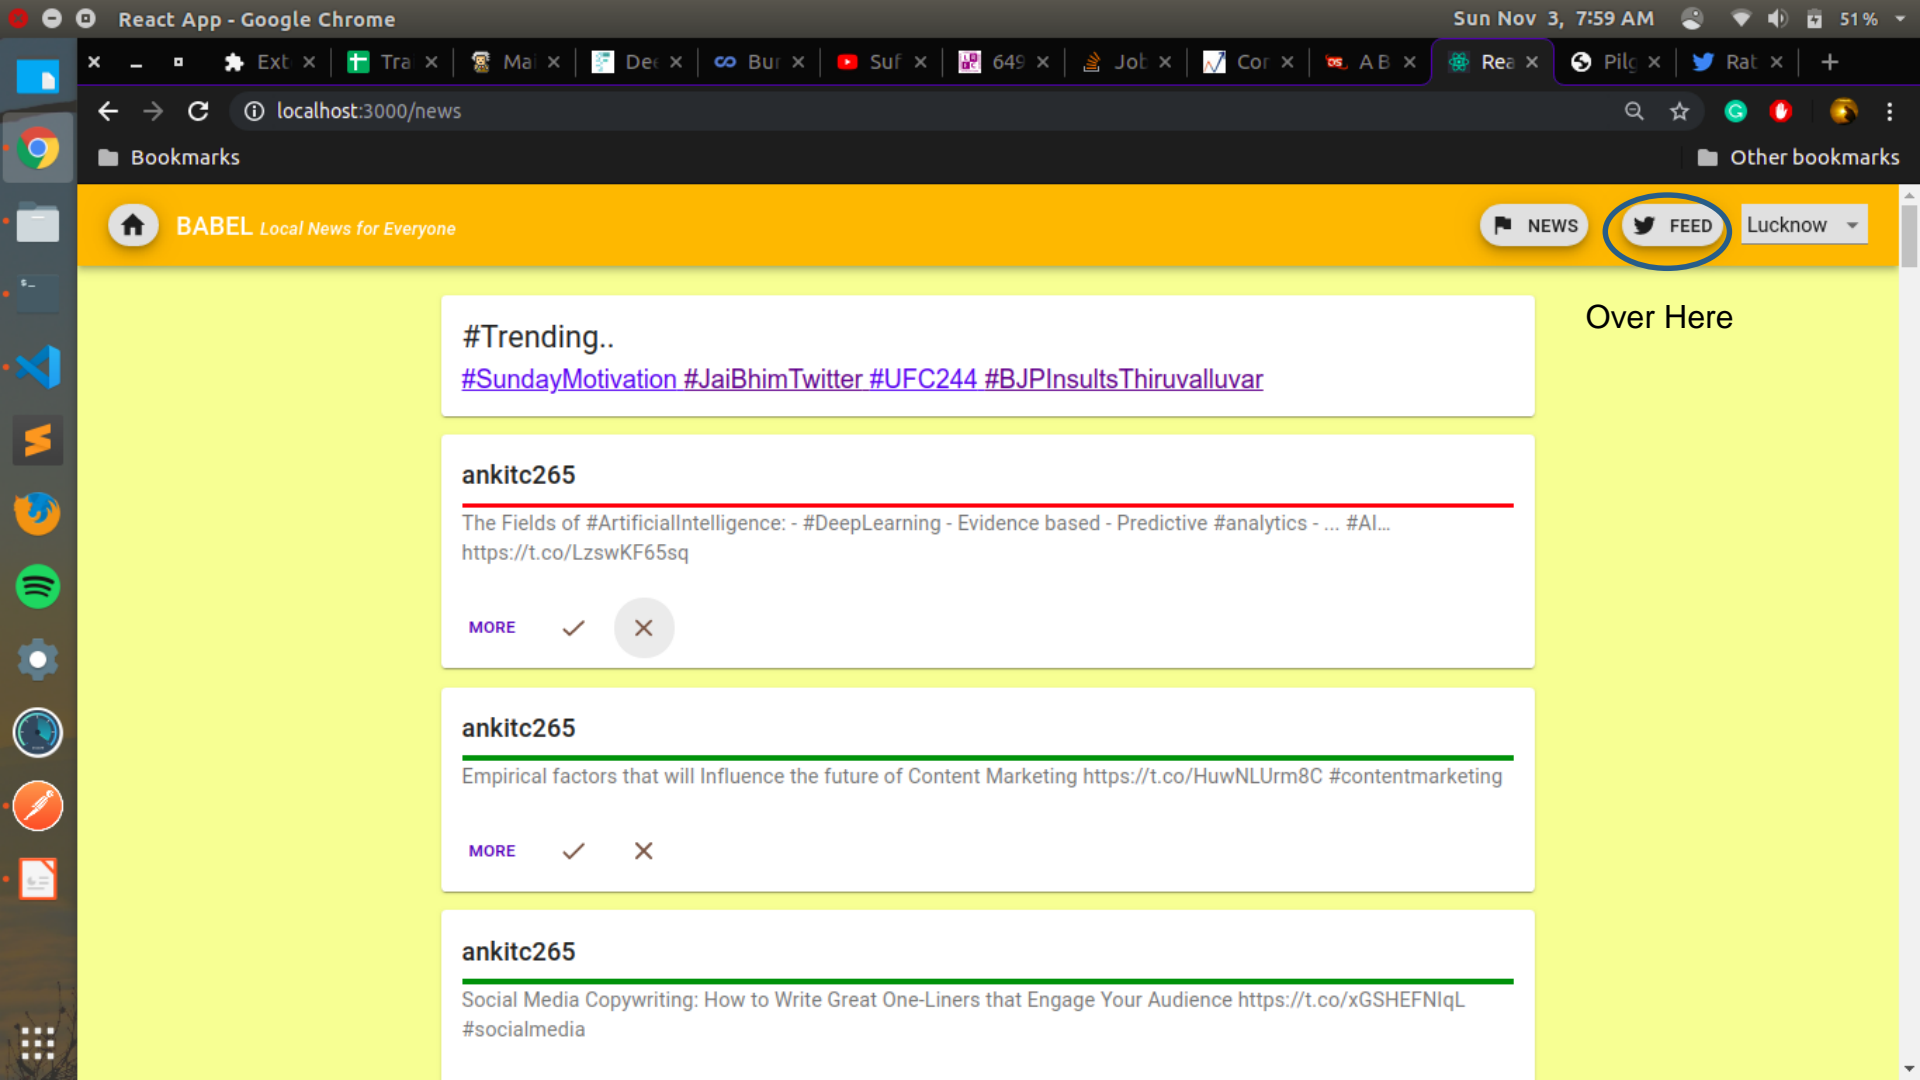 React App - Google Chrome
Sun Nov 3, 7:59 AM
51%
Ext
Tra
Mai
Dee
Bur
Suf
649
Job
Cor
A B
Rea
Pilg
Rat
localhost:3000/news
Bookmarks
Other bookmarks
BABEL Local News for Everyone
NEWS
FEED
Lucknow
Over Here
#Trending..
#SundayMotivation #JaiBhimTwitter #UFC244 #BJPInsultsThiruvalluvar
ankitc265
The Fields of #ArtificialIntelligence: - #DeepLearning - Evidence based - Predictive #analytics - ... #AI…
https://t.co/LzswKF65sq
MORE
ankitc265
Empirical factors that will Influence the future of Content Marketing https://t.co/HuwNLUrm8C #contentmarketing
MORE
ankitc265
Social Media Copywriting: How to Write Great One-Liners that Engage Your Audience https://t.co/xGSHEFNIqL
#socialmedia